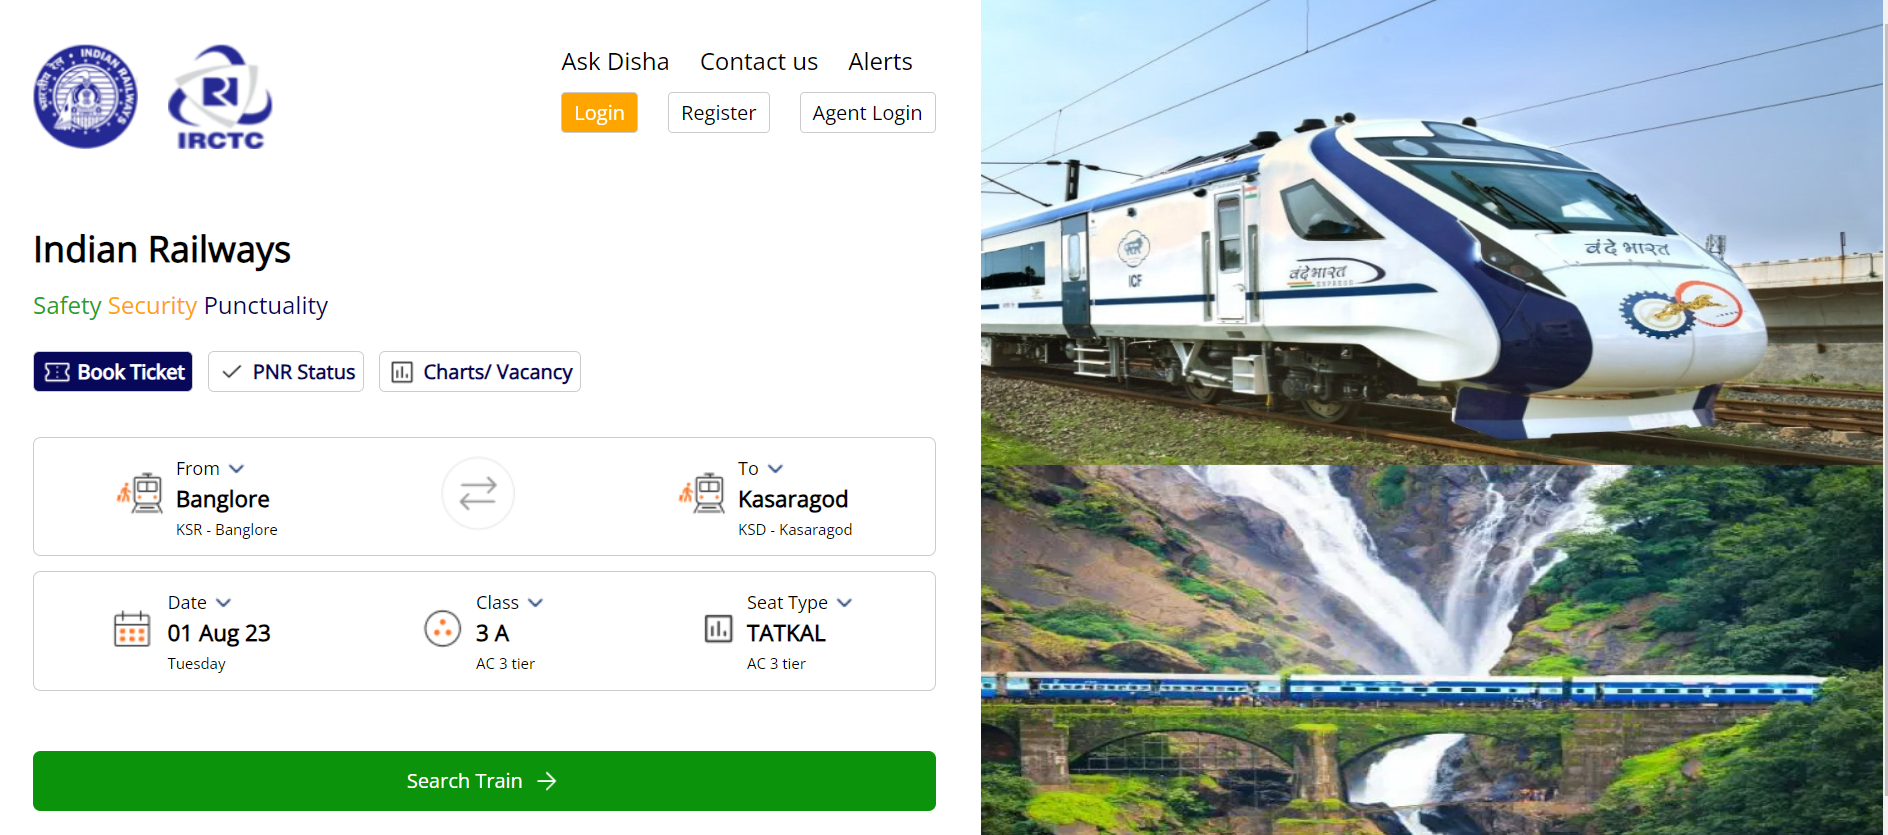 INDIAN RAILWAYS
भारतीय रेल
IRCTC
Ask Disha Contact us Alerts
Login Register Agent Login
Indian Railways
Safety Security Punctuality
Book Ticket PNR Status Charts/ Vacancy
From
Banglore
KSR - Banglore
To
Kasaragod
KSD - Kasaragod
Date
01 Aug 23
Tuesday
Class
3 A
AC 3 tier
Seat Type
TATKAL
AC 3 tier
Search Train
वंदे भारत
ICF
वंदे भारत
EXPRESS